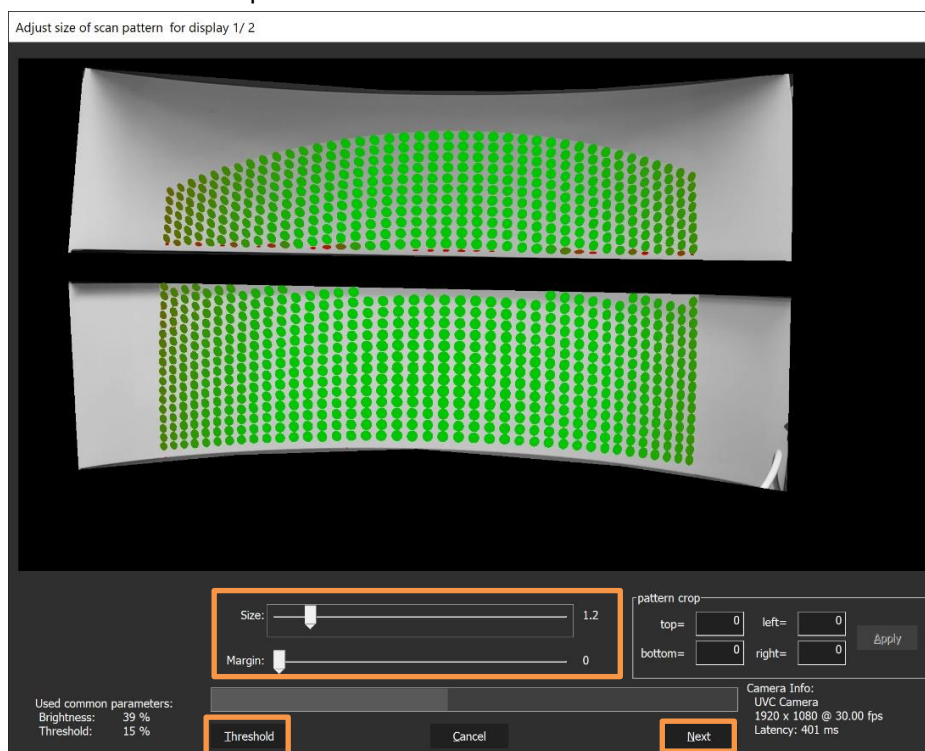 Adjust size of scan pattern for display 1/ 2
Size: 1.2
Margin: 0
pattern crop
top= 0 left= 0
bottom= 0 right= 0
Apply
Used common parameters:
Brightness: 39 %
Threshold: 15 %
Threshold
Cancel
Next
Camera Info:
UVC Camera
1920 x 1080 @ 30.00 fps
Latency: 401 ms